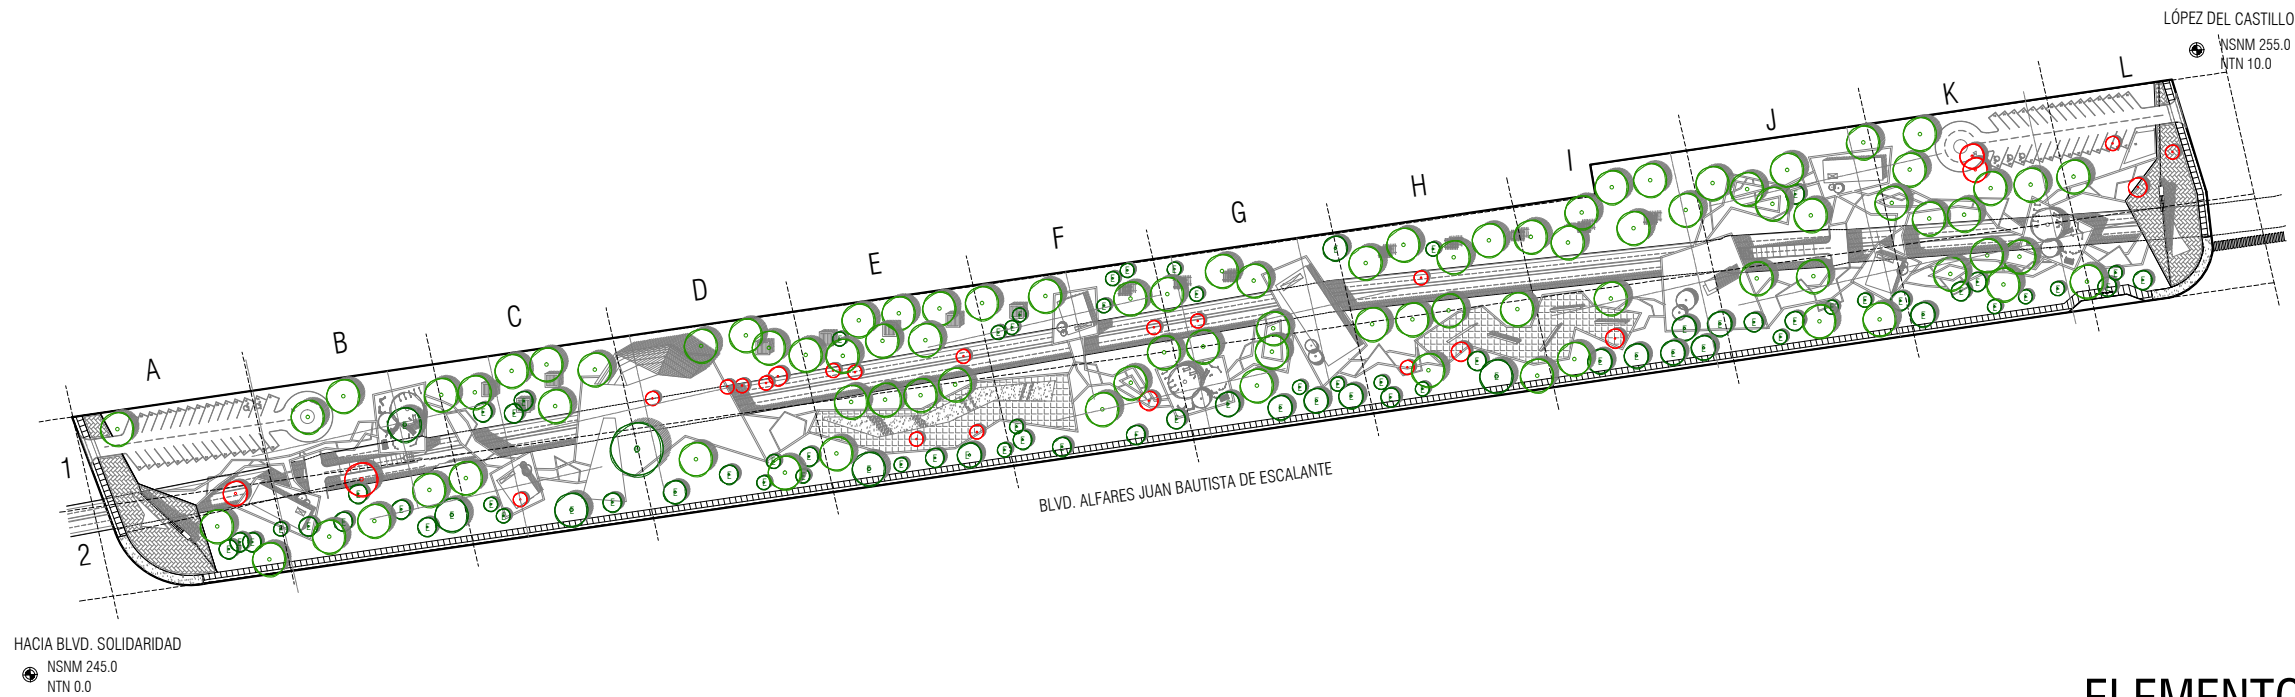 LÓPEZ DEL CASTILLO
NSNM 255.0
NTN 10.0
L
K
J
I
H
G
F
E
D
C
B
A
1
2
BLVD. ALFARES JUAN BAUTISTA DE ESCALANTE
HACIA BLVD. SOLIDARIDAD
NSNM 245.0
NTN 0.0